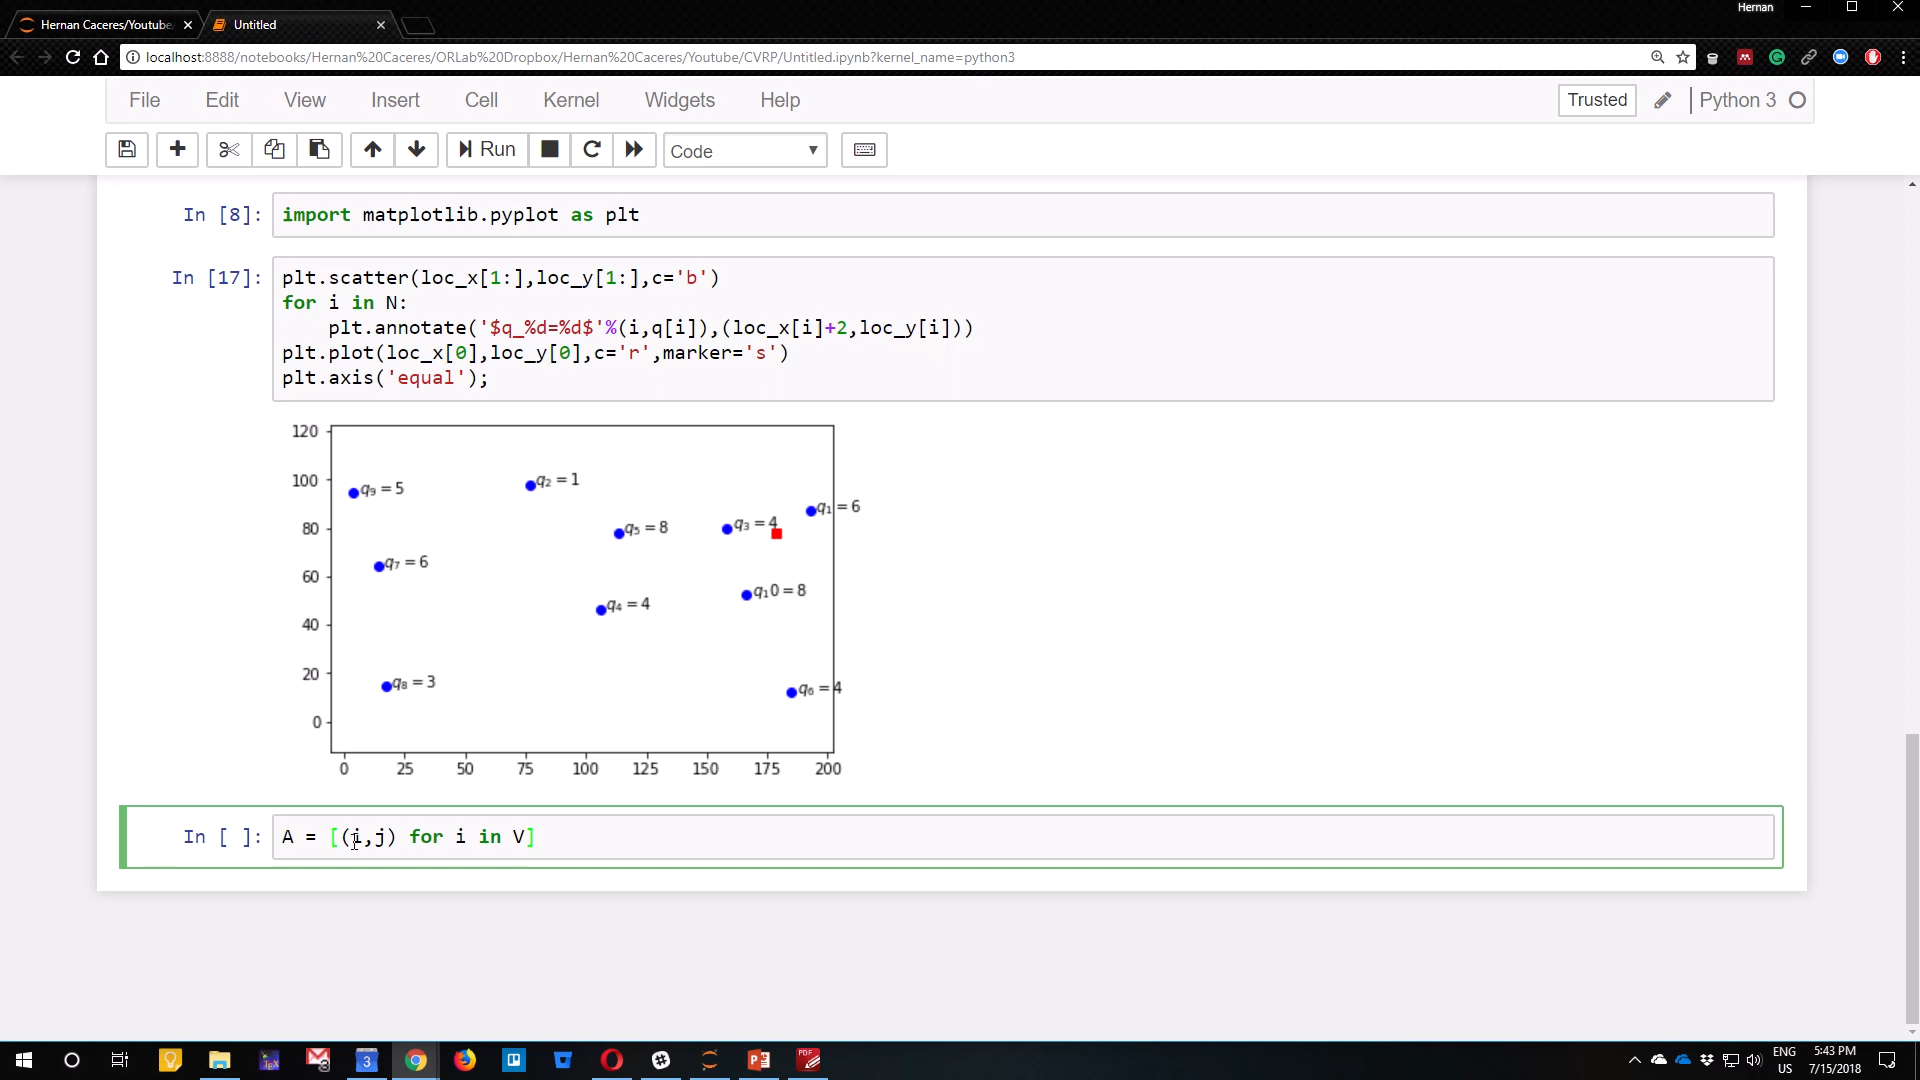 Hernan
Hernan Caceres/Youtube
Untitled
localhost:8888/notebooks/Hernan%20Caceres/ORLab%20Dropbox/Hernan%20Caceres/Youtube/CVRP/Untitled.ipynb?kernel_name=python3
File Edit View Insert Cell Kernel Widgets Help
Trusted
Python 3
Run
Code
In [8]: import matplotlib.pyplot as plt
In [17]: plt.scatter(loc_x[1:],loc_y[1:],c='b')
for i in N:
plt.annotate('$q_%d=%d$'%(i,q[i]),(loc_x[i]+2,loc_y[i]))
plt.plot(loc_x[0],loc_y[0],c='r',marker='s')
plt.axis('equal');
120
100
80
60
40
20
0
q₉ = 5
q₂ = 1
q₁ = 6
q₅ = 8
q₃ = 4
q₇ = 6
q₁0 = 8
q₄ = 4
q₈ = 3
q₆ = 4
0 25 50 75 100 125 150 175 200
In [ ]: A = [(i,j) for i in V]
3
3
ENG
US
5:43 PM
7/15/2018